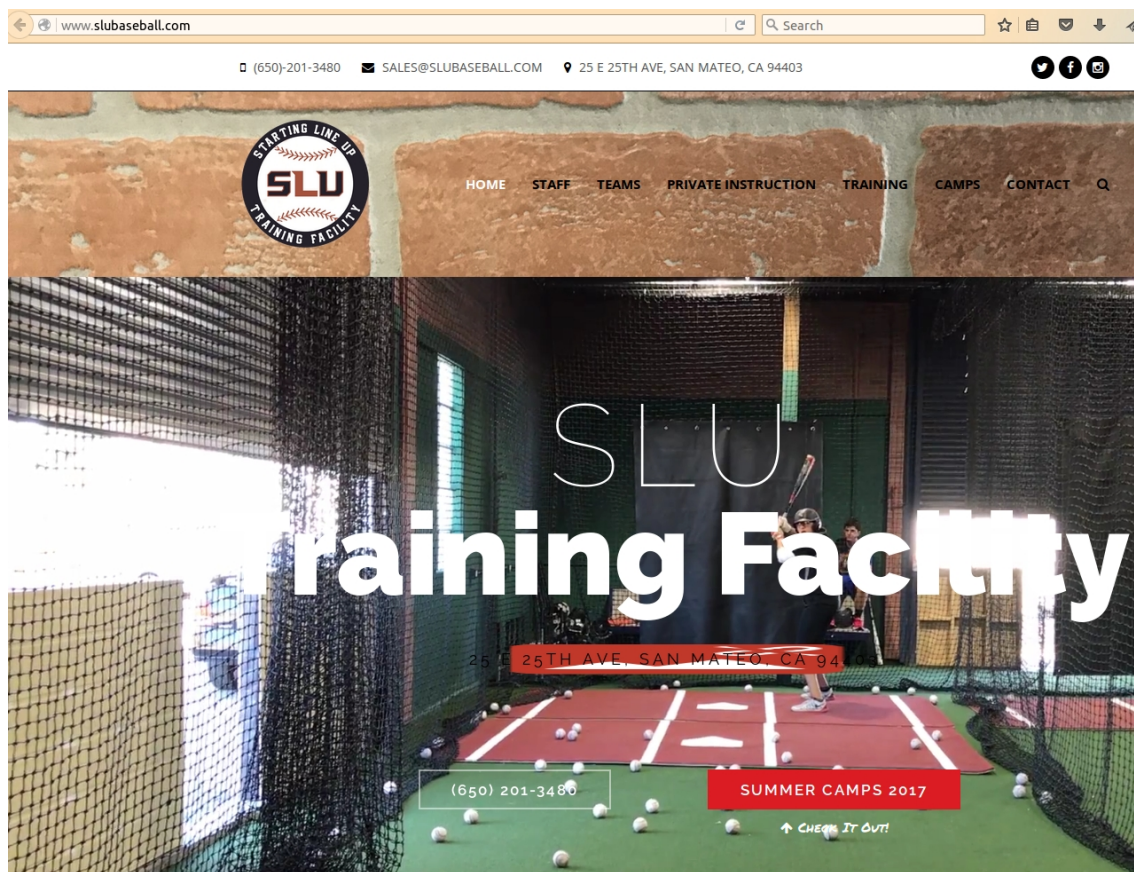 www.slubaseball.com
Search
(650)-201-3480 SALES@SLUBASEBALL.COM 25 E 25TH AVE, SAN MATEO, CA 94403
STARTING LINE UP
SLU
TRAINING FACILITY
HOME STAFF TEAMS PRIVATE INSTRUCTION TRAINING CAMPS CONTACT
SLU
Training Facility
25 E 25TH AVE, SAN MATEO, CA 94403
(650) 201-3480 SUMMER CAMPS 2017
Check It Out!